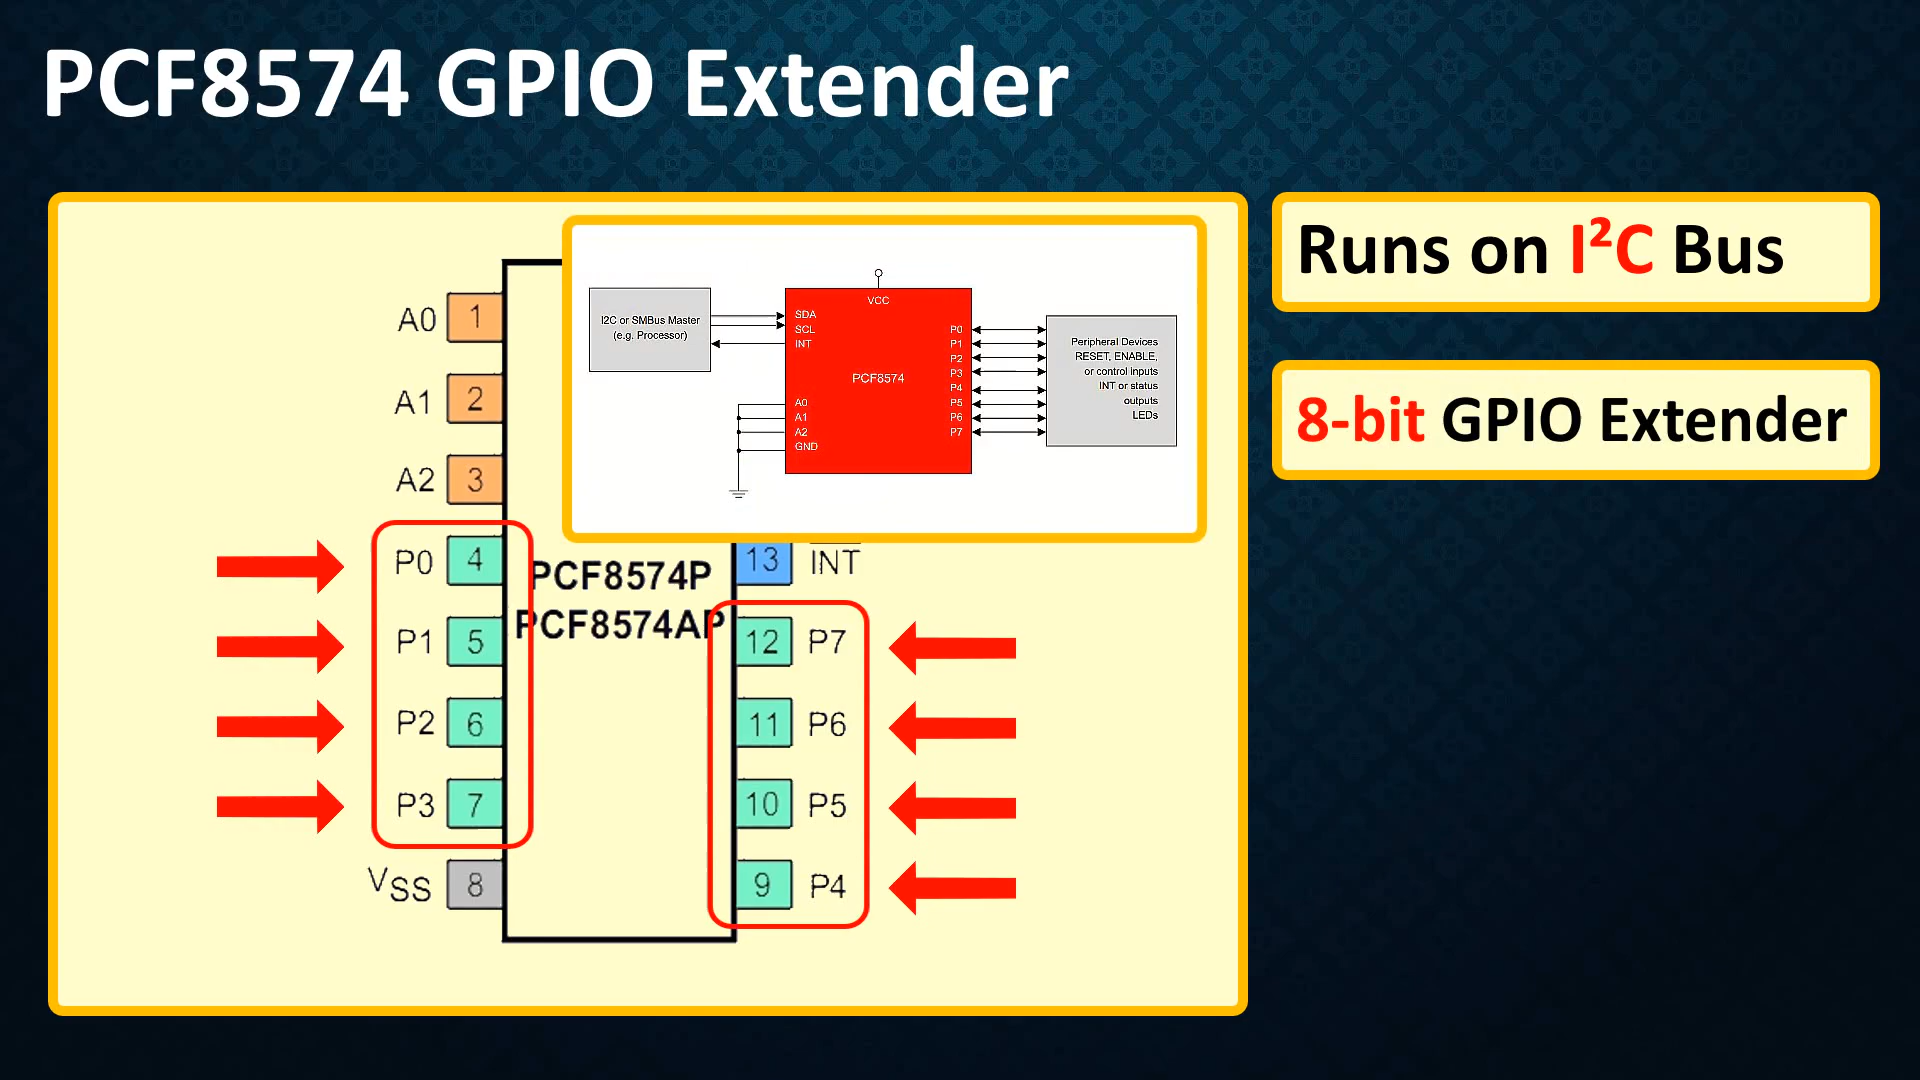 PCF8574 GPIO Extender
Runs on I²C Bus
8-bit GPIO Extender
A0 1
A1 2
A2 3
P0 4
P1 5
P2 6
P3 7
VSS 8
PCF8574P
PCF8574AP
13 INT
12 P7
11 P6
10 P5
9 P4
I2C or SMBus Master
(e.g. Processor)
VCC
SDA
SCL
INT
PCF8574
A0
A1
A2
GND
P0
P1
P2
P3
P4
P5
P6
P7
Peripheral Devices
RESET, ENABLE,
or control inputs
INT or status
outputs
LEDs